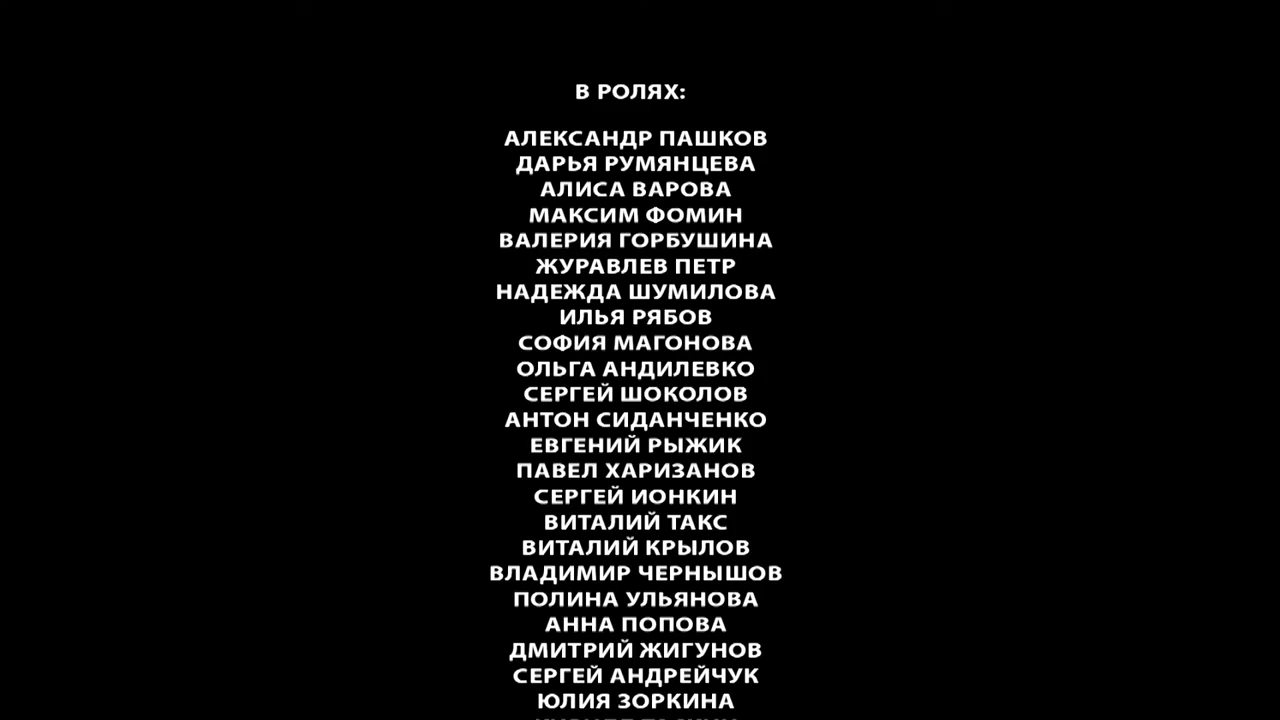 В РОЛЯХ:
АЛЕКСАНДР ПАШКОВ
ДАРЬЯ РУМЯНЦЕВА
АЛИСА ВАРОВА
МАКСИМ ФОМИН
ВАЛЕРИЯ ГОРБУШИНА
ЖУРАВЛЕВ ПЕТР
НАДЕЖДА ШУМИЛОВА
ИЛЬЯ РЯБОВ
СОФИЯ МАГОНОВА
ОЛЬГА АНДИЛЕВКО
СЕРГЕЙ ШОКОЛОВ
АНТОН СИДАНЧЕНКО
ЕВГЕНИЙ РЫЖИК
ПАВЕЛ ХАРИЗАНОВ
СЕРГЕЙ ИОНКИН
ВИТАЛИЙ ТАКС
ВИТАЛИЙ КРЫЛОВ
ВЛАДИМИР ЧЕРНЫШОВ
ПОЛИНА УЛЬЯНОВА
АННА ПОПОВА
ДМИТРИЙ ЖИГУНОВ
СЕРГЕЙ АНДРЕЙЧУК
ЮЛИЯ ЗОРКИНА